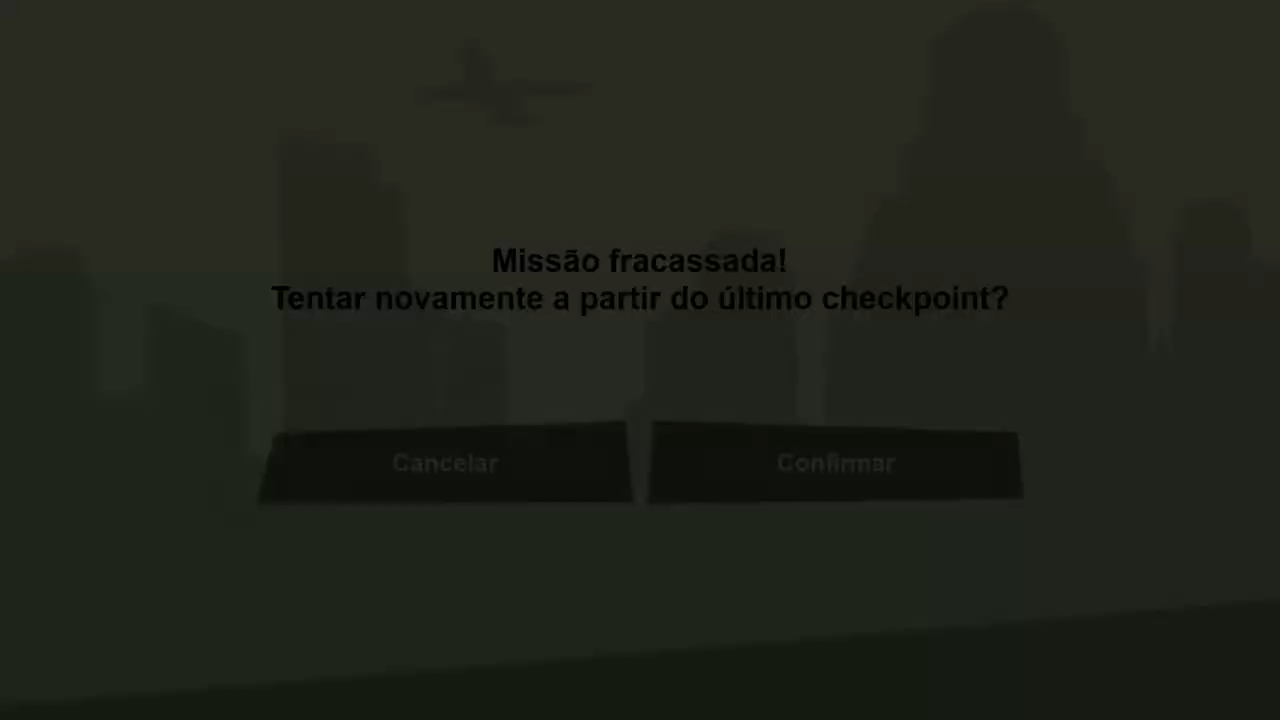 Missão fracassada!
Tentar novamente a partir do último checkpoint?
Cancelar
Confirmar